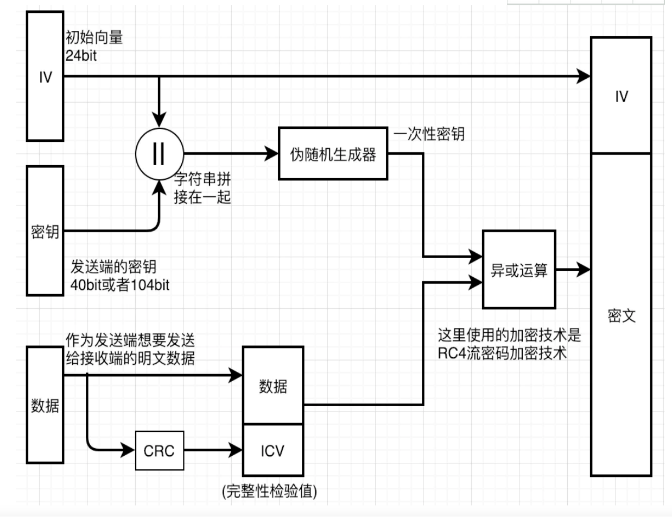 初始向量
24bit
IV
IV
||
一次性密钥
伪随机生成器
字符串拼
接在一起
密钥
发送端的密钥
40bit或者104bit
异或运算
密文
这里使用的加密技术是
RC4流密码加密技术
作为发送端想要发送
给接收端的明文数据
数据
数据
CRC
ICV
(完整性检验值)